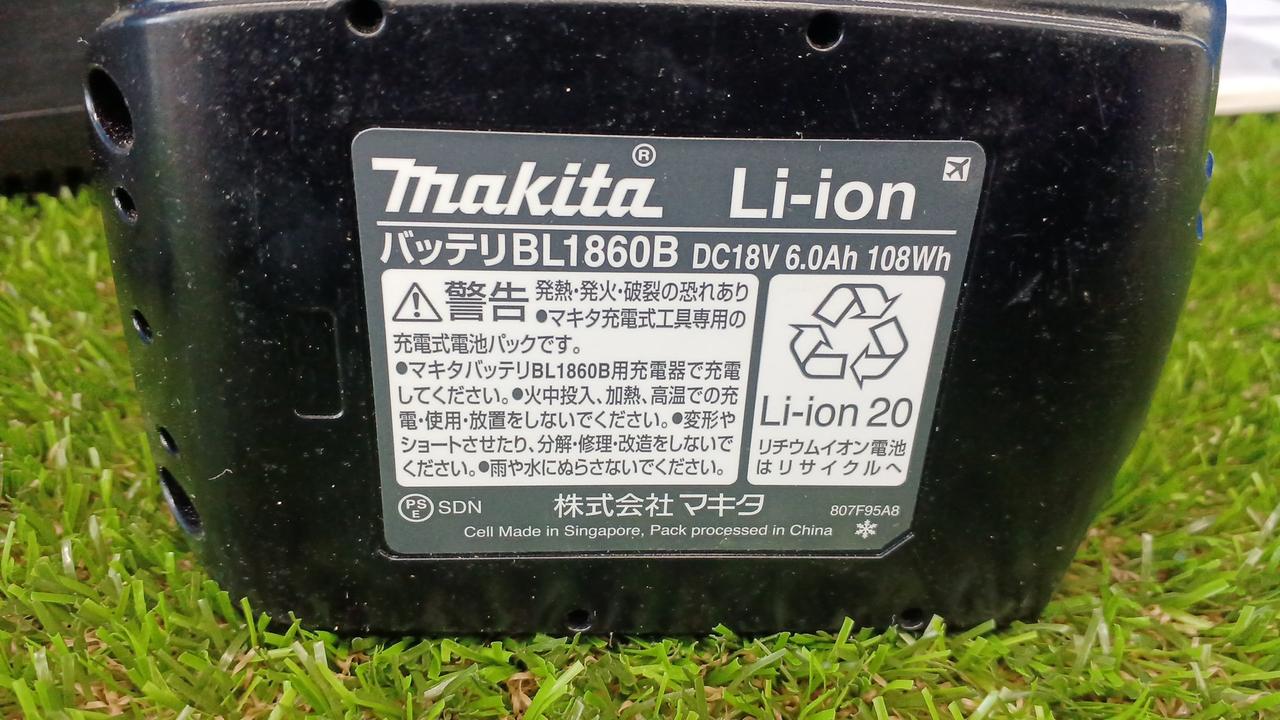 makita® Li-ion
バッテリBL1860B DC18V 6.0Ah 108Wh
警告 発熱・発火・破裂の恐れあり
●マキタ充電式工具専用の
充電式電池パックです。
●マキタバッテリBL1860B用充電器で充電
してください。●火中投入、加熱、高温での充
電・使用・放置をしないでください。●変形や
ショートさせたり、分解・修理・改造をしないで
ください。●雨や水にぬらさないでください。
Li-ion 20
リチウムイオン電池
はリサイクルへ
PS
E
SDN 株式会社 マキタ 807F95A8
Cell Made in Singapore, Pack processed in China